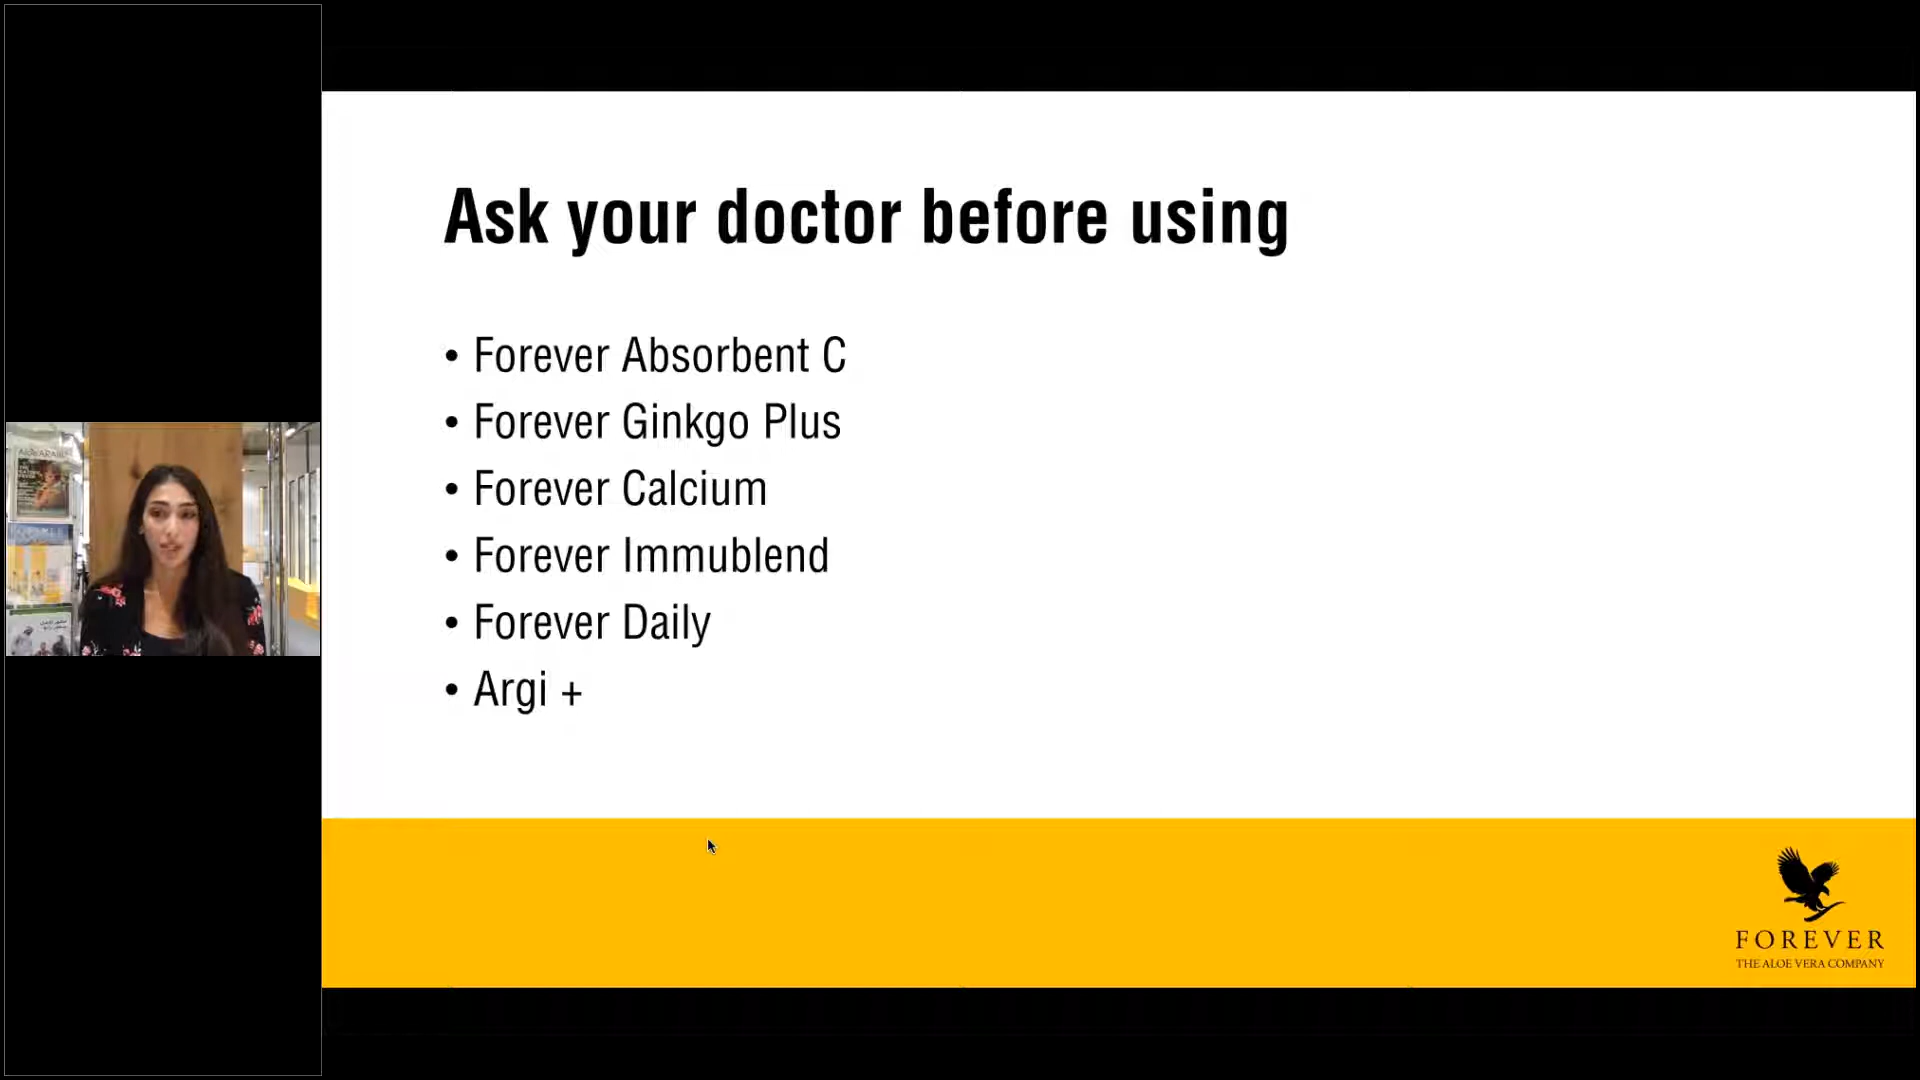 Ask your doctor before using
• Forever Absorbent C
• Forever Ginkgo Plus
• Forever Calcium
• Forever Immublend
• Forever Daily
• Argi +
FOREVER
THE ALOE VERA COMPANY